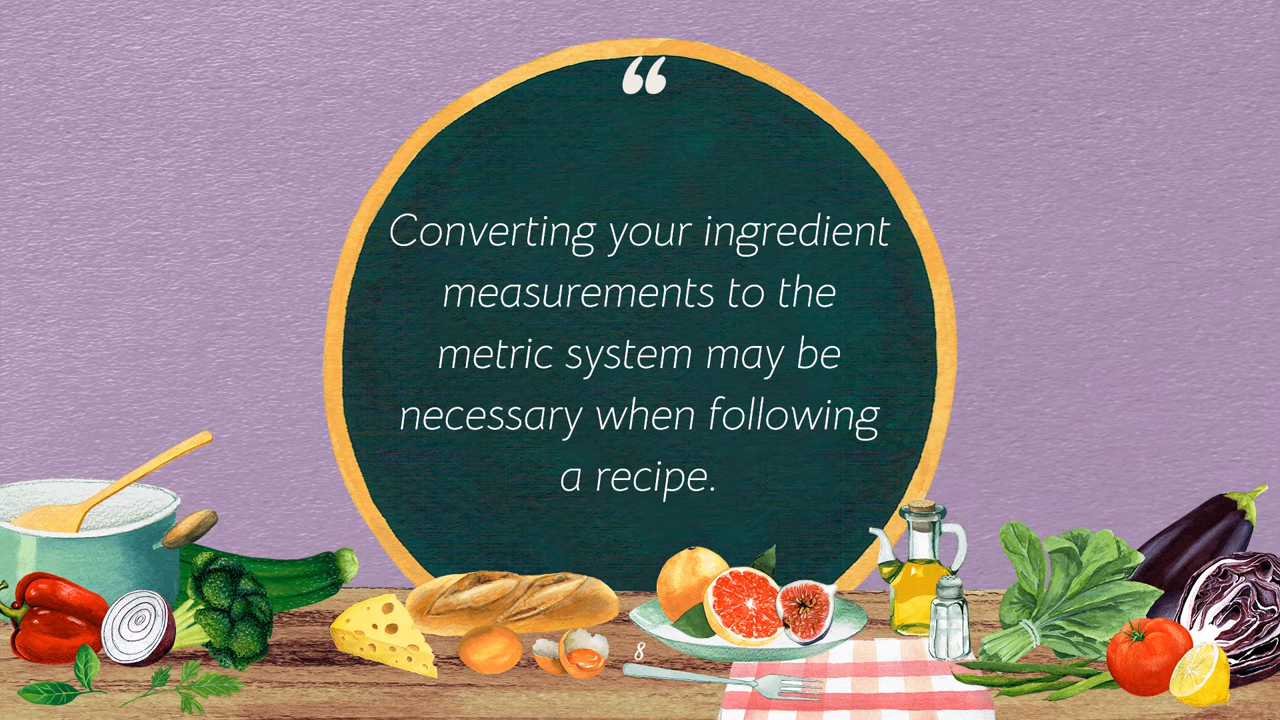 “
Converting your ingredient
measurements to the
metric system may be
necessary when following
a recipe.
8